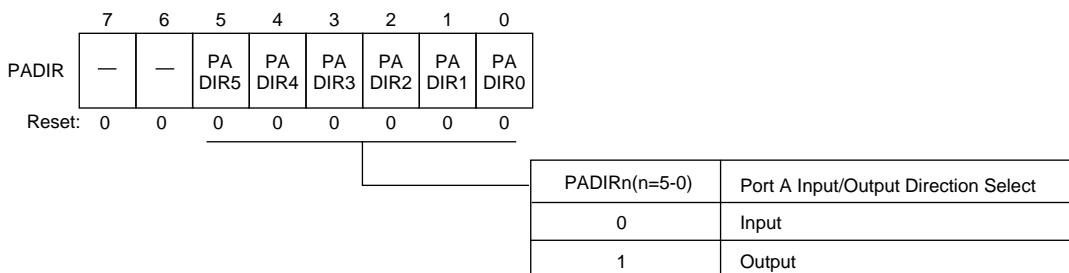 7 6 5 4 3 2 1 0
PADIR — — PA DIR5 PA DIR4 PA DIR3 PA DIR2 PA DIR1 PA DIR0
Reset: 0 0 0 0 0 0 0 0
PADIRn(n=5-0) Port A Input/Output Direction Select
0 Input
1 Output